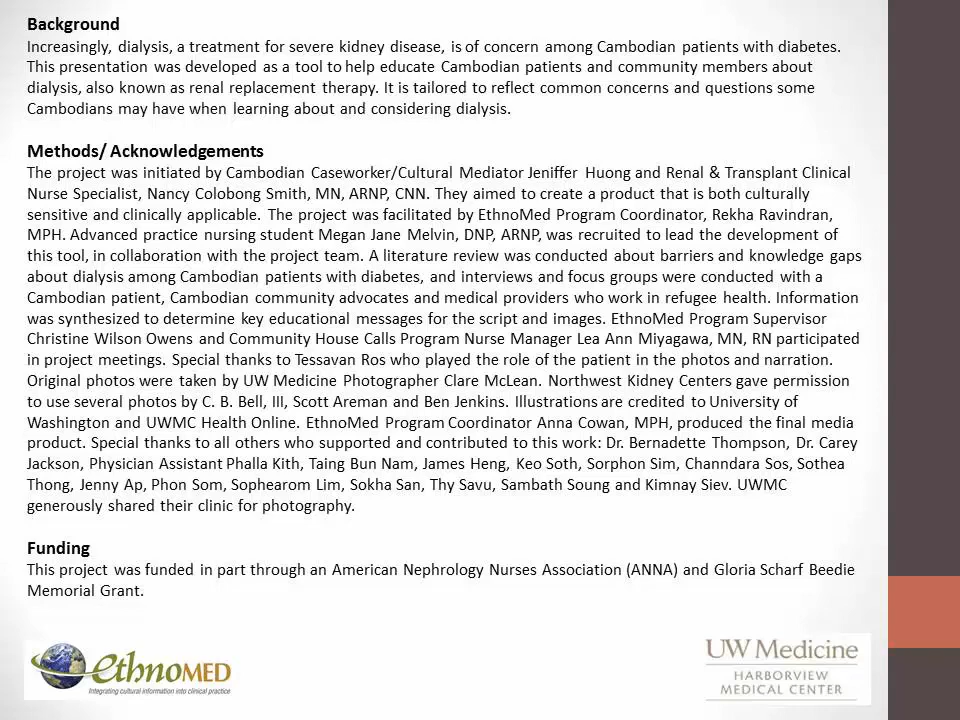 Background
Increasingly, dialysis, a treatment for severe kidney disease, is of concern among Cambodian patients with diabetes.
This presentation was developed as a tool to help educate Cambodian patients and community members about
dialysis, also known as renal replacement therapy. It is tailored to reflect common concerns and questions some
Cambodians may have when learning about and considering dialysis.
Methods/ Acknowledgements
The project was initiated by Cambodian Caseworker/Cultural Mediator Jeniffer Huong and Renal & Transplant Clinical
Nurse Specialist, Nancy Colobong Smith, MN, ARNP, CNN. They aimed to create a product that is both culturally
sensitive and clinically applicable. The project was facilitated by EthnoMed Program Coordinator, Rekha Ravindran,
MPH. Advanced practice nursing student Megan Jane Melvin, DNP, ARNP, was recruited to lead the development of
this tool, in collaboration with the project team. A literature review was conducted about barriers and knowledge gaps
about dialysis among Cambodian patients with diabetes, and interviews and focus groups were conducted with a
Cambodian patient, Cambodian community advocates and medical providers who work in refugee health. Information
was synthesized to determine key educational messages for the script and images. EthnoMed Program Supervisor
Christine Wilson Owens and Community House Calls Program Nurse Manager Lea Ann Miyagawa, MN, RN participated
in project meetings. Special thanks to Tessavan Ros who played the role of the patient in the photos and narration.
Original photos were taken by UW Medicine Photographer Clare McLean. Northwest Kidney Centers gave permission
to use several photos by C. B. Bell, III, Scott Areman and Ben Jenkins. Illustrations are credited to University of
Washington and UWMC Health Online. EthnoMed Program Coordinator Anna Cowan, MPH, produced the final media
product. Special thanks to all others who supported and contributed to this work: Dr. Bernadette Thompson, Dr. Carey
Jackson, Physician Assistant Phalla Kith, Taing Bun Nam, James Heng, Keo Soth, Sorphon Sim, Channdara Sos, Sothea
Thong, Jenny Ap, Phon Som, Sophearom Lim, Sokha San, Thy Savu, Sambath Soung and Kimnay Siev. UWMC
generously shared their clinic for photography.
Funding
This project was funded in part through an American Nephrology Nurses Association (ANNA) and Gloria Scharf Beedie
Memorial Grant.
ethnoMED
Integrating cultural information into clinical practice
UW Medicine
HARBORVIEW
MEDICAL CENTER